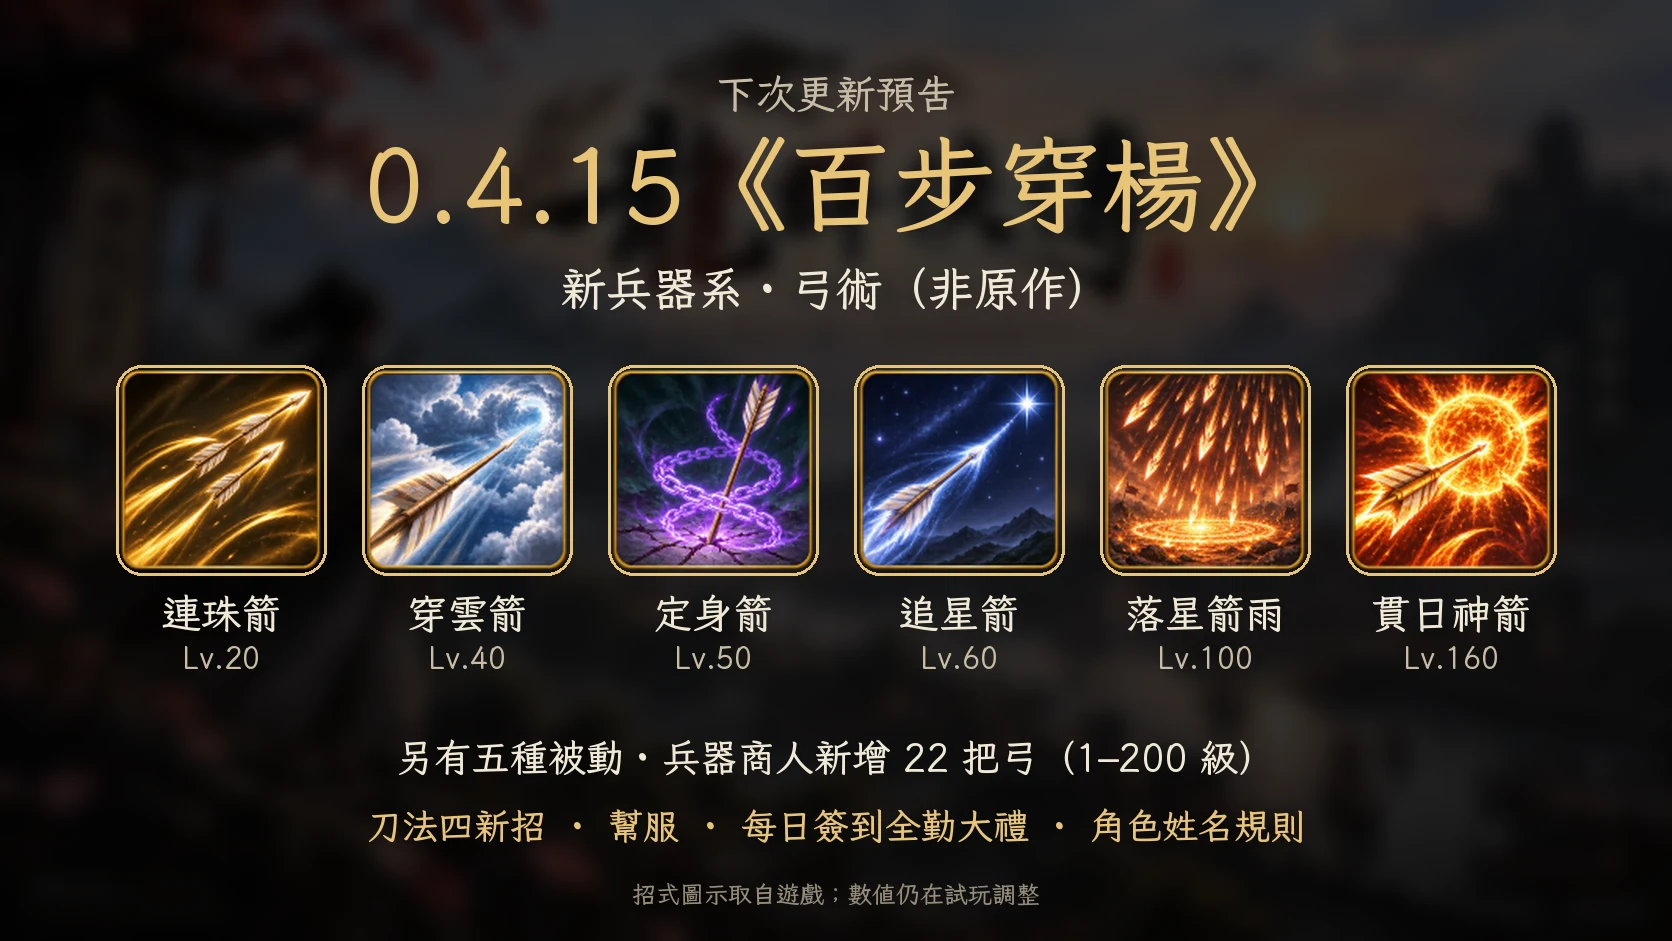 下次更新預告
0.4.15《百步穿楊》
新兵器系・弓術（非原作）
連珠箭
Lv.20
穿雲箭
Lv.40
定身箭
Lv.50
追星箭
Lv.60
落星箭雨
Lv.100
貫日神箭
Lv.160
另有五種被動・兵器商人新增 22 把弓（1–200 級）
刀法四新招 ・ 幫服 ・ 每日簽到全勤大禮 ・ 角色姓名規則
招式圖示取自遊戲；數值仍在試玩調整